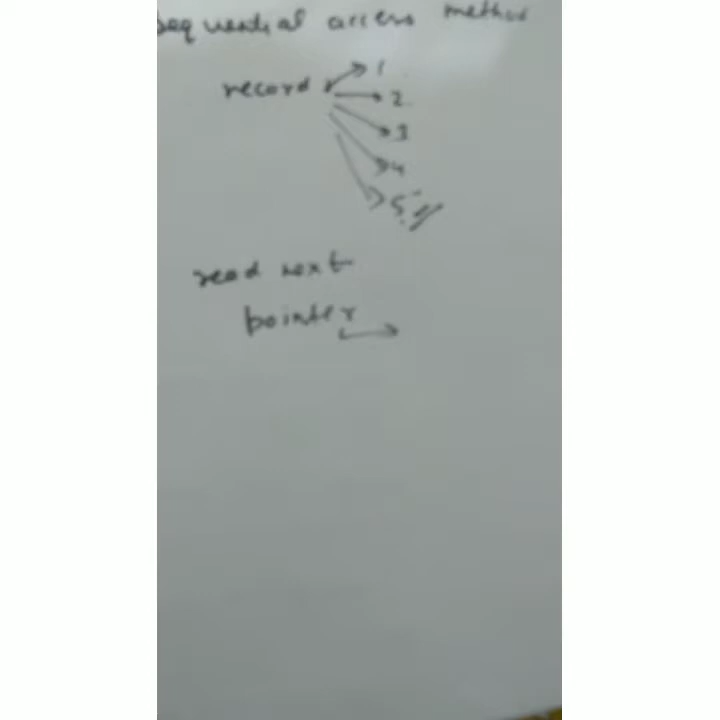 Sequential access method
record 1
2
3
4
5
read next
pointer